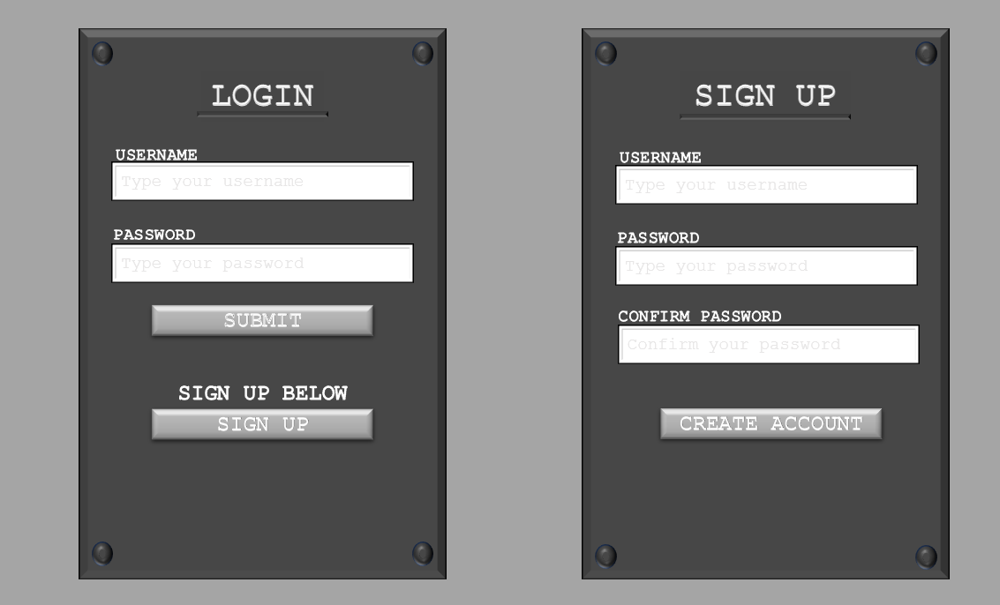 LOGIN
USERNAME
Type your username
PASSWORD
Type your password
SUBMIT
SIGN UP BELOW
SIGN UP
SIGN UP
USERNAME
Type your username
PASSWORD
Type your password
CONFIRM PASSWORD
Confirm your password
CREATE ACCOUNT